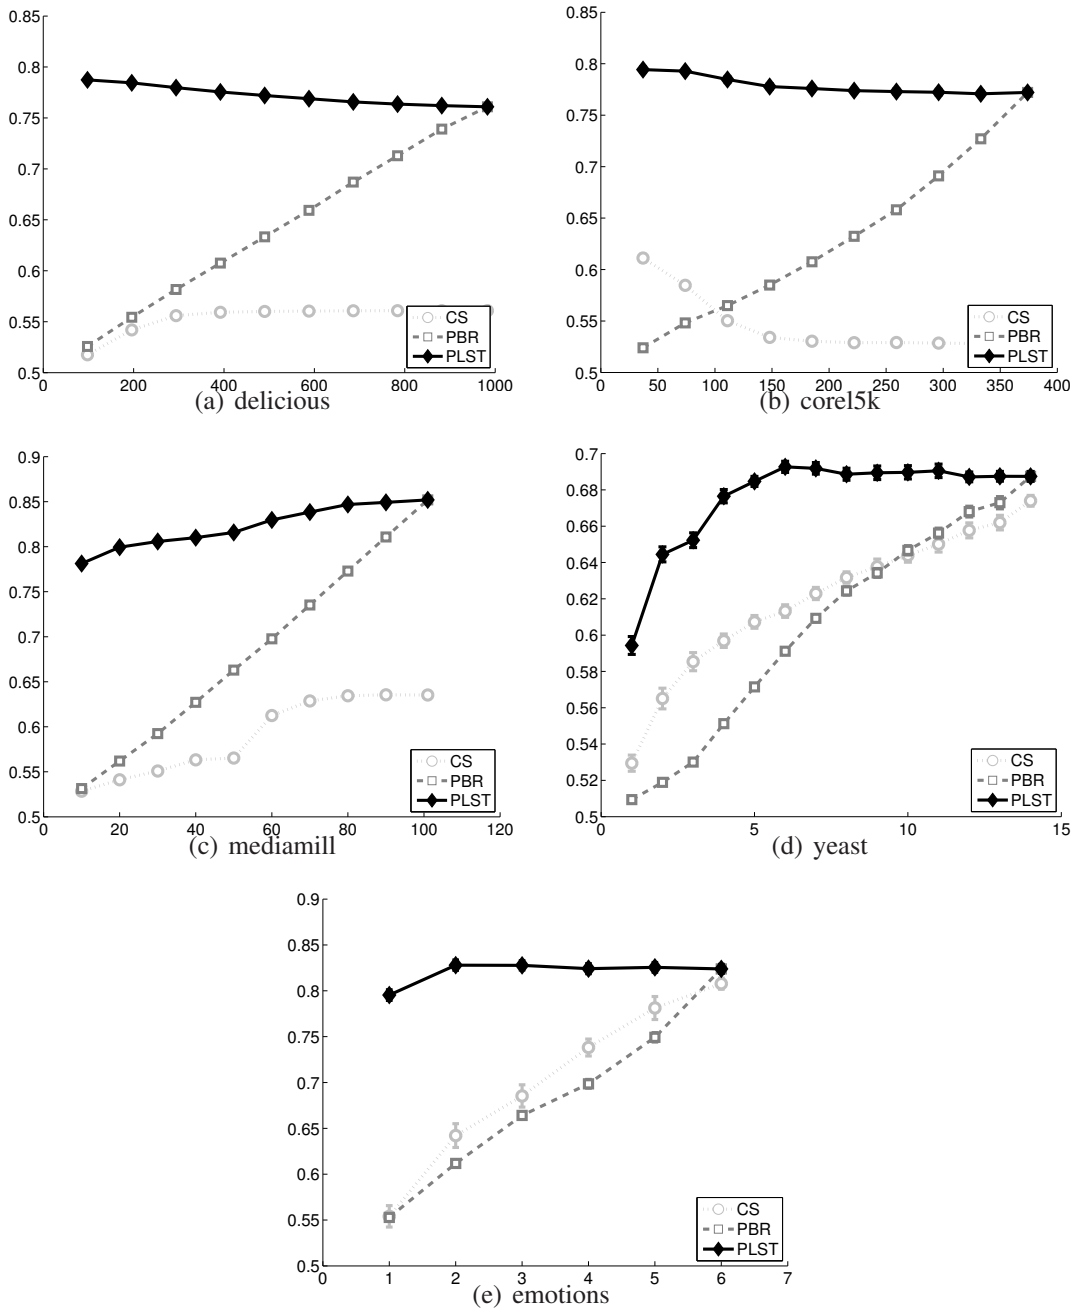 0.85
0.8
0.75
0.7
0.65
0.6
0.55
0.5
0 200 400 600 800 1000
CS
PBR
PLST
(a) delicious
0.85
0.8
0.75
0.7
0.65
0.6
0.55
0.5
0 50 100 150 200 250 300 350 400
CS
PBR
PLST
(b) corel5k
0.9
0.85
0.8
0.75
0.7
0.65
0.6
0.55
0.5
0 20 40 60 80 100 120
CS
PBR
PLST
(c) mediamill
0.7
0.68
0.66
0.64
0.62
0.6
0.58
0.56
0.54
0.52
0.5
0 5 10 15
CS
PBR
PLST
(d) yeast
0.9
0.85
0.8
0.75
0.7
0.65
0.6
0.55
0.5
0 1 2 3 4 5 6 7
CS
PBR
PLST
(e) emotions